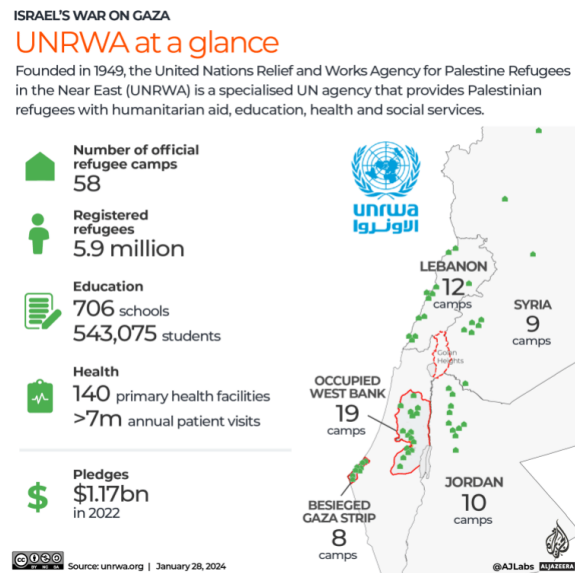 ISRAEL'S WAR ON GAZA
UNRWA at a glance
Founded in 1949, the United Nations Relief and Works Agency for Palestine Refugees
in the Near East (UNRWA) is a specialised UN agency that provides Palestinian
refugees with humanitarian aid, education, health and social services.
Number of official
refugee camps
58
Registered
refugees
5.9 million
Education
706 schools
543,075 students
Health
140 primary health facilities
>7m annual patient visits
$
Pledges
$1.17bn
in 2022
unrwa
الأونروا
LEBANON
12
camps
SYRIA
9
camps
Golan
Heights
OCCUPIED
WEST BANK
19
camps
JORDAN
10
camps
BESIEGED
GAZA STRIP
8
camps
cc BY NC SA
Source: unrwa.org | January 28, 2024
@AJLabs ALJAZEERA